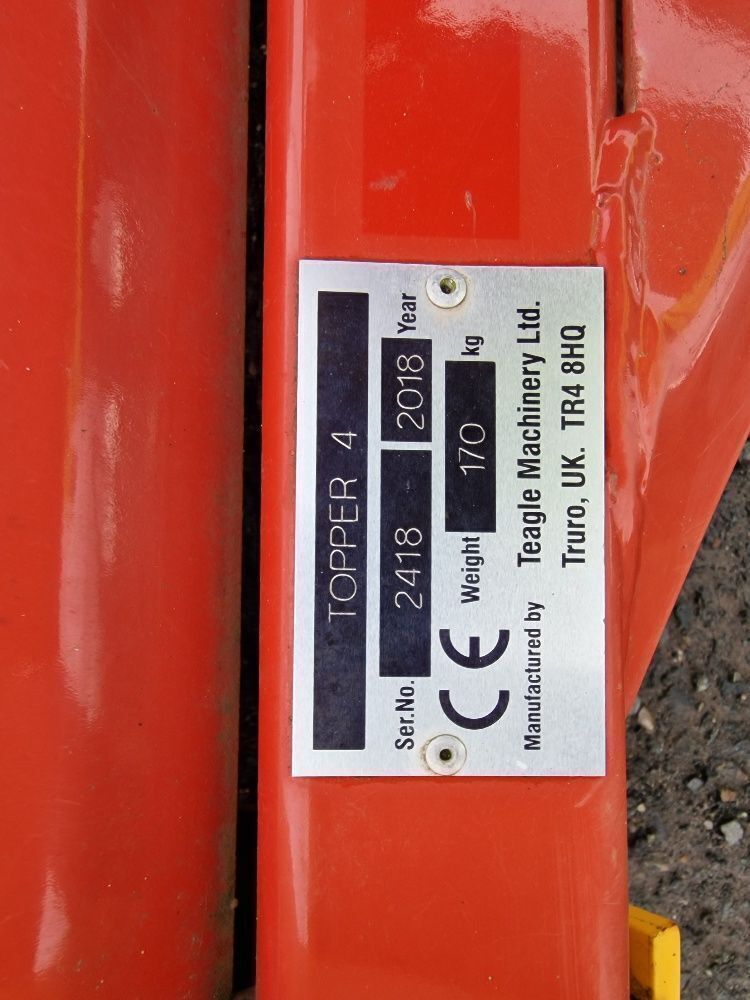 TOPPER 4
Ser.No. 2418 2018 Year
CE Weight 170 kg
Manufactured by Teagle Machinery Ltd.
Truro, UK. TR4 8HQ